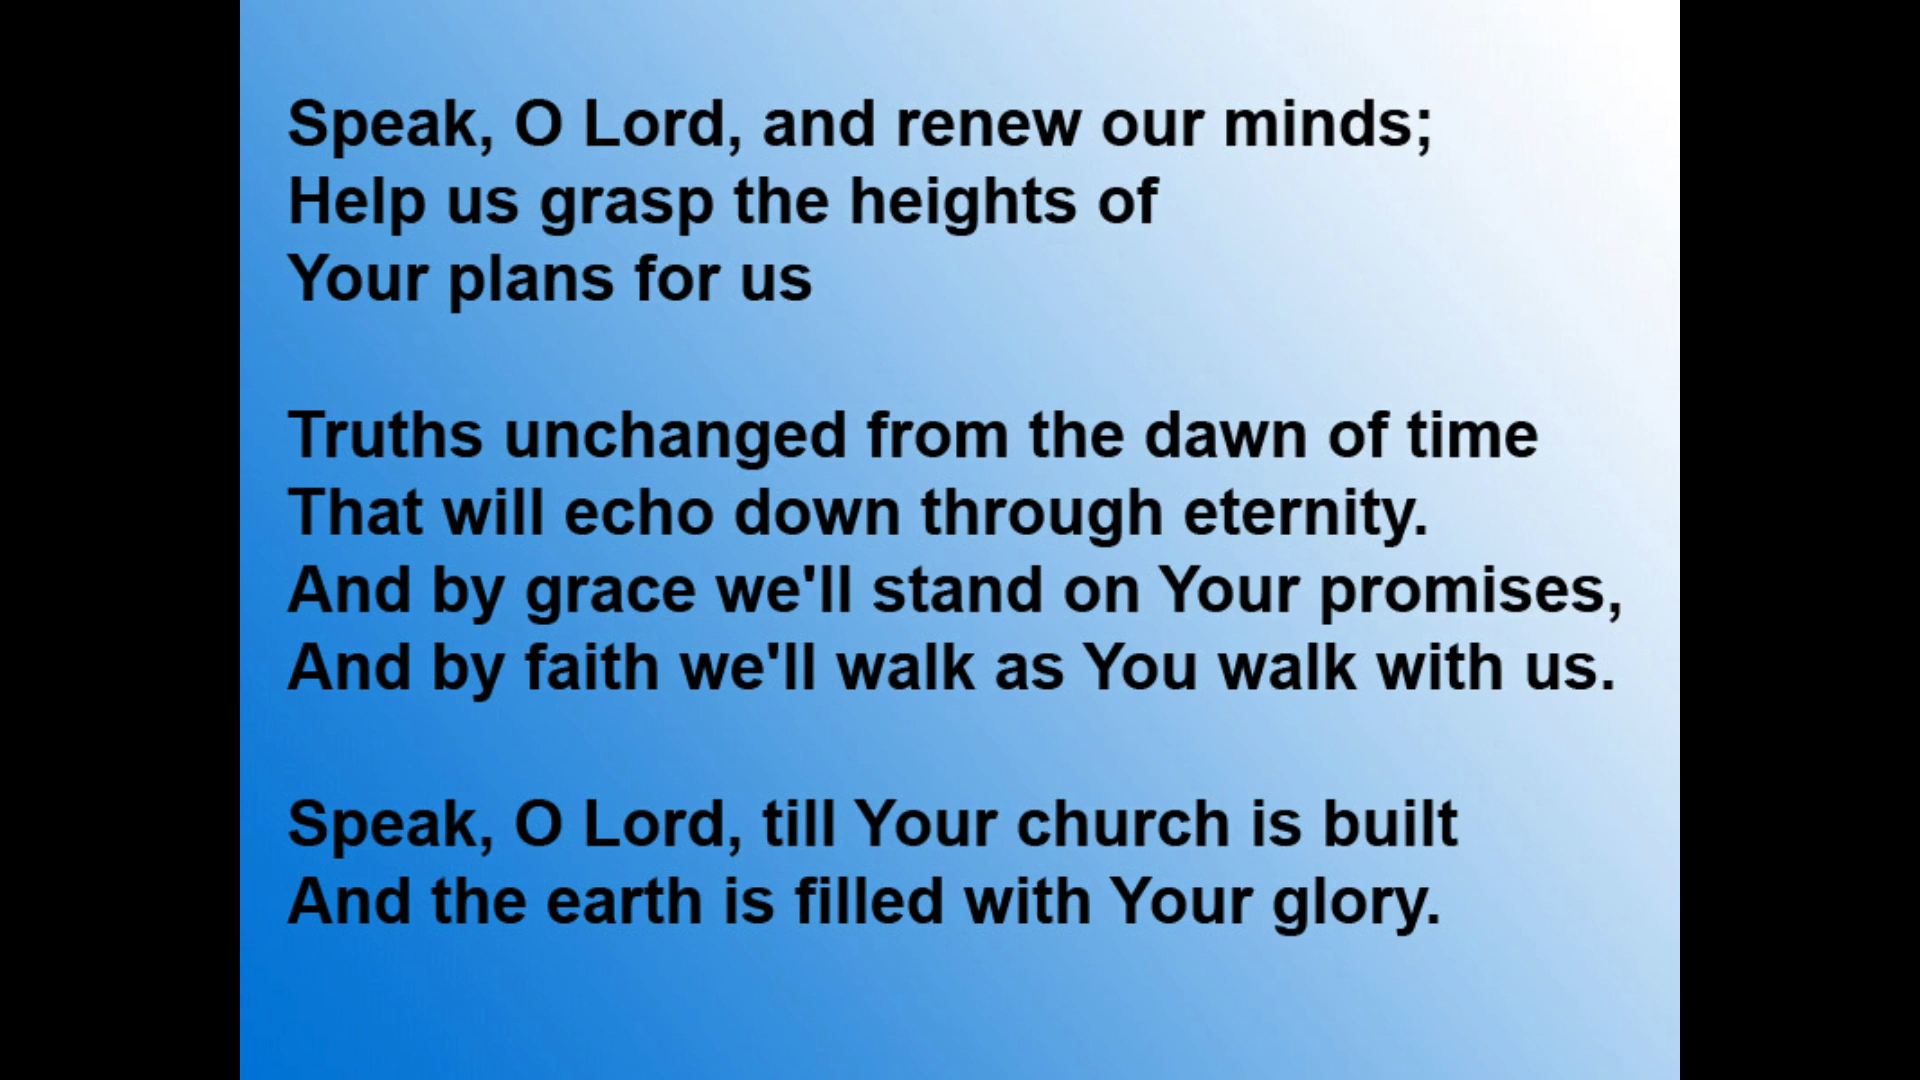 Speak, O Lord, and renew our minds;
Help us grasp the heights of
Your plans for us
Truths unchanged from the dawn of time
That will echo down through eternity.
And by grace we'll stand on Your promises,
And by faith we'll walk as You walk with us.
Speak, O Lord, till Your church is built
And the earth is filled with Your glory.